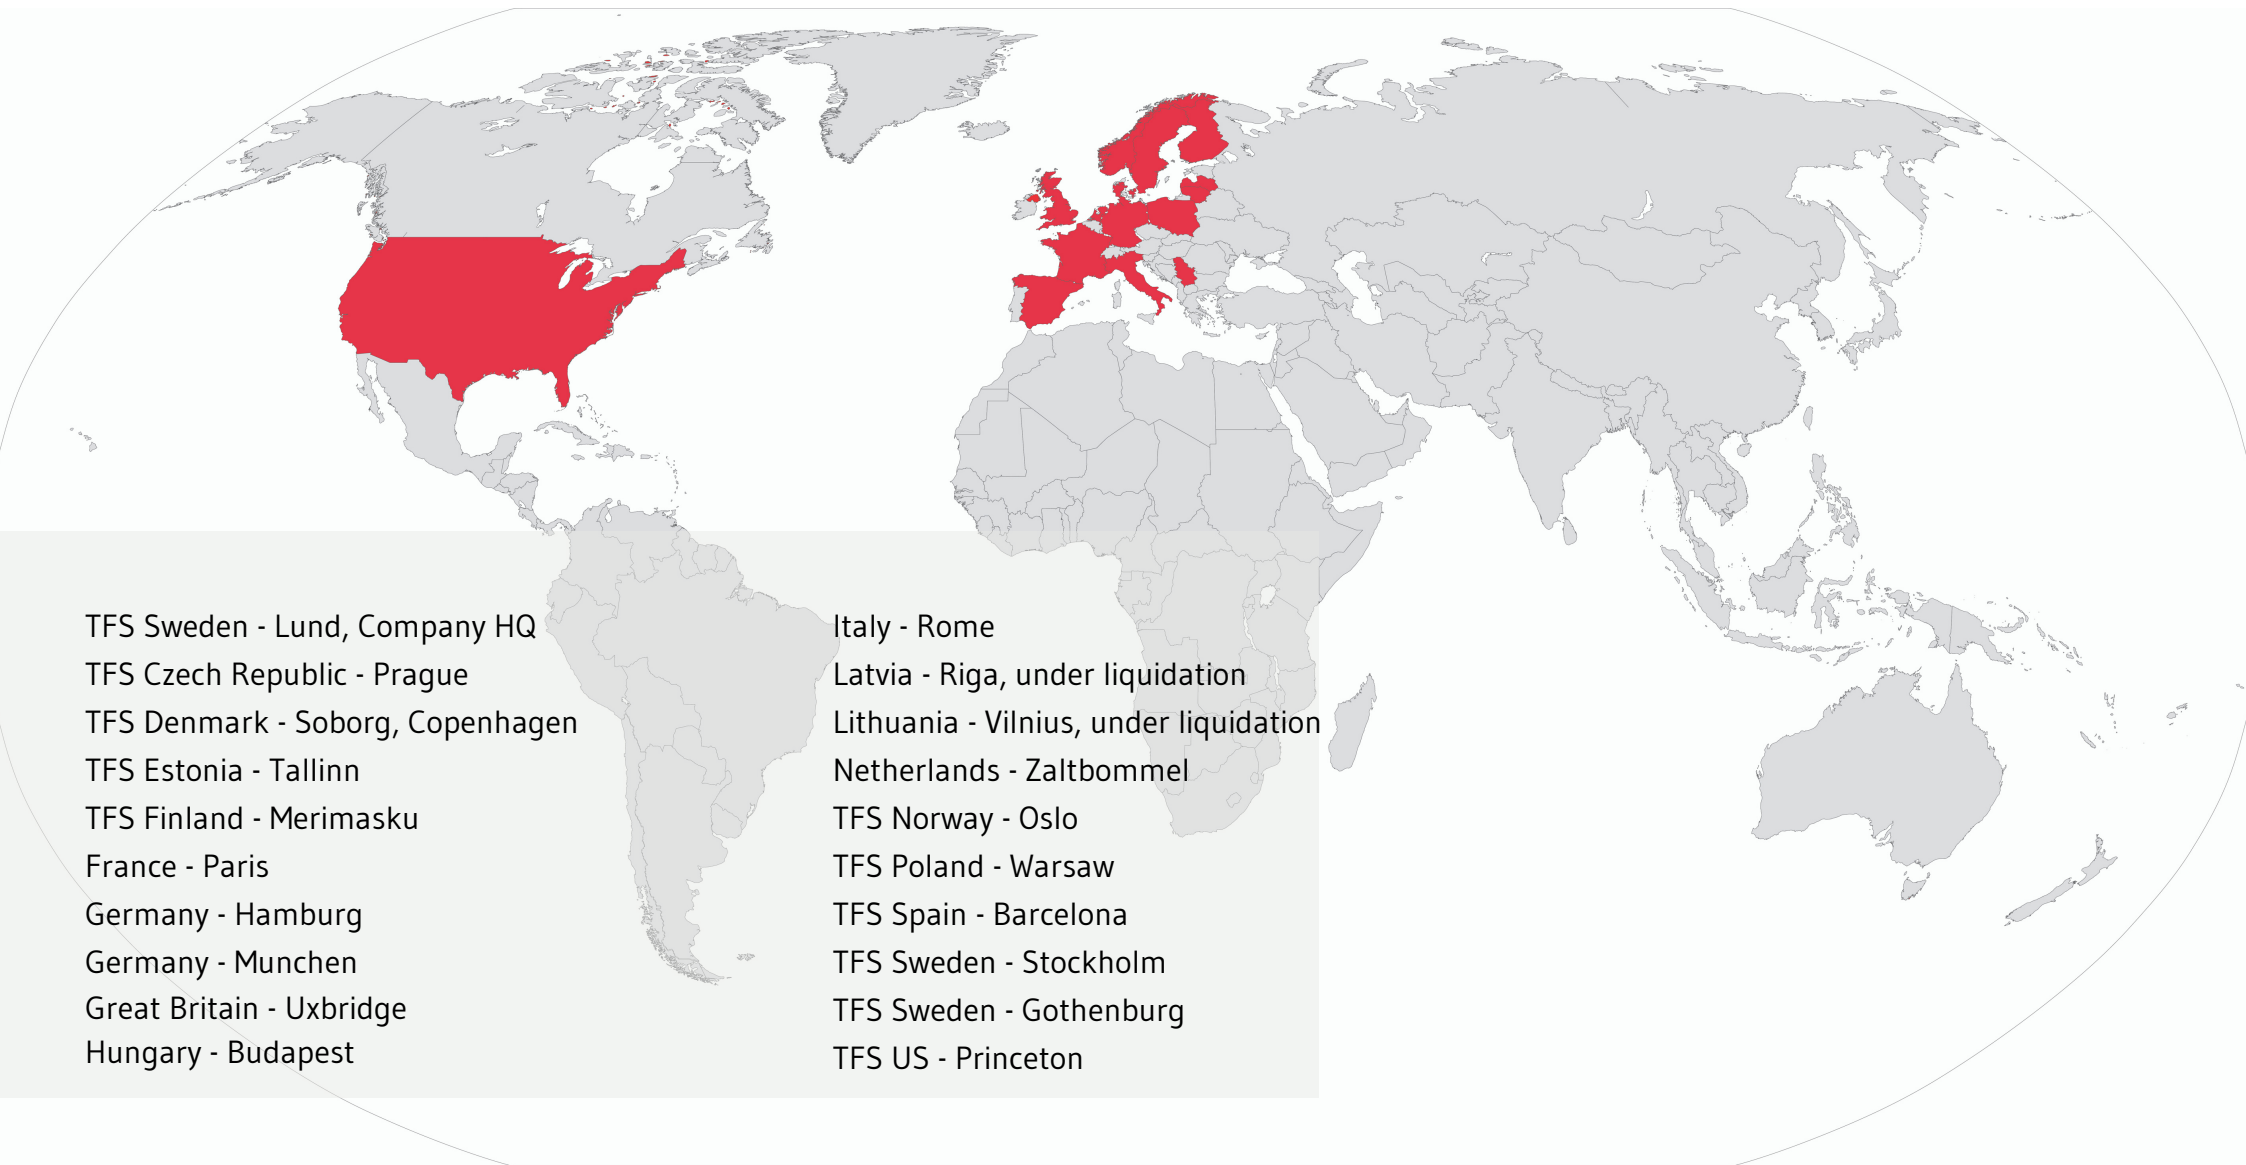 TFS Sweden - Lund, Company HQ
TFS Czech Republic - Prague
TFS Denmark - Soborg, Copenhagen
TFS Estonia - Tallinn
TFS Finland - Merimasku
France - Paris
Germany - Hamburg
Germany - Munchen
Great Britain - Uxbridge
Hungary - Budapest
Italy - Rome
Latvia - Riga, under liquidation
Lithuania - Vilnius, under liquidation
Netherlands - Zaltbommel
TFS Norway - Oslo
TFS Poland - Warsaw
TFS Spain - Barcelona
TFS Sweden - Stockholm
TFS Sweden - Gothenburg
TFS US - Princeton